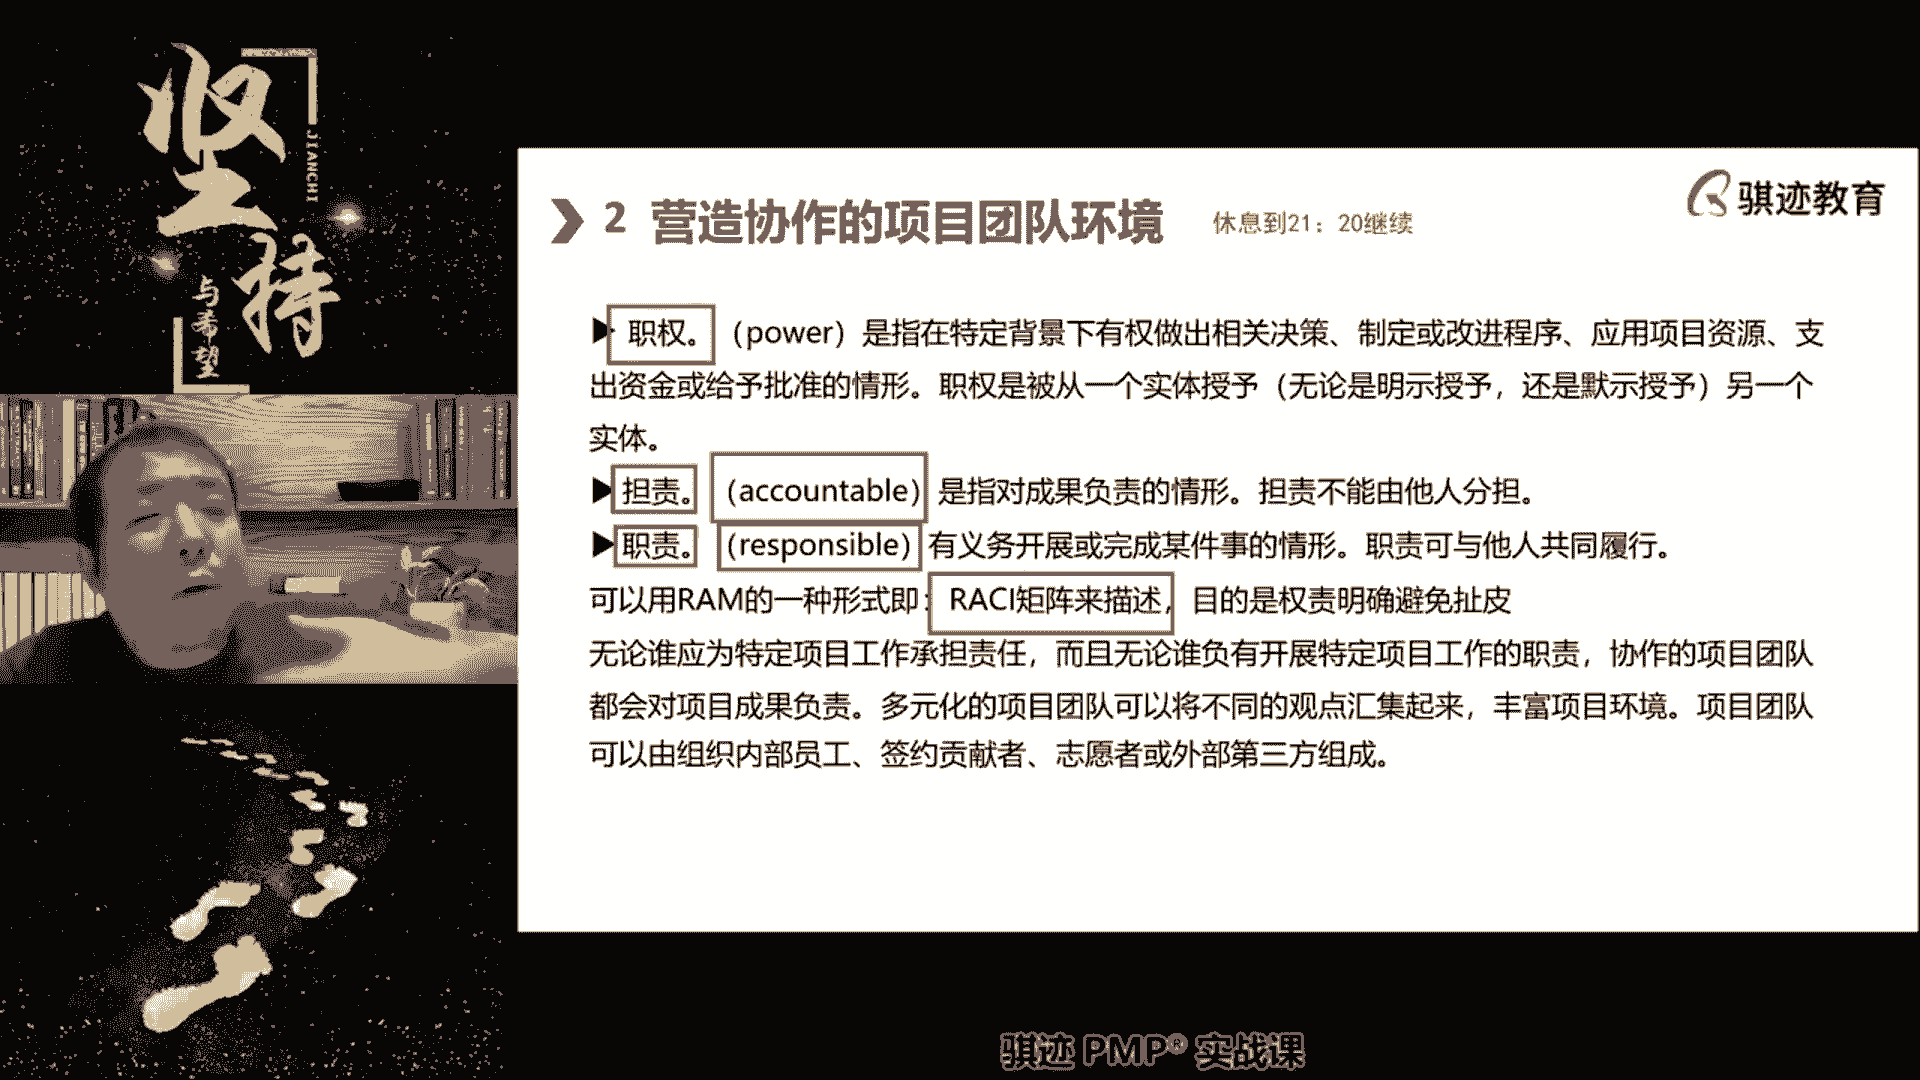 坚持
JIANCHI
与希望
2 营造协作的项目团队环境
休息到21：20继续
骐迹教育
▶职权。（power）是指在特定背景下有权做出相关决策、制定或改进程序、应用项目资源、支
出资金或给予批准的情形。职权是被从一个实体授予（无论是明示授予，还是默示授予）另一个
实体。
▶担责。（accountable）是指对成果负责的情形。担责不能由他人分担。
▶职责。（responsible）有义务开展或完成某件事的情形。职责可与他人共同履行。
可以用RAM的一种形式即：RACI矩阵来描述，目的是权责明确避免扯皮
无论谁应为特定项目工作承担责任，而且无论谁负有开展特定项目工作的职责，协作的项目团队
都会对项目成果负责。多元化的项目团队可以将不同的观点汇集起来，丰富项目环境。项目团队
可以由组织内部员工、签约贡献者、志愿者或外部第三方组成。
骐迹 PMP® 实战课